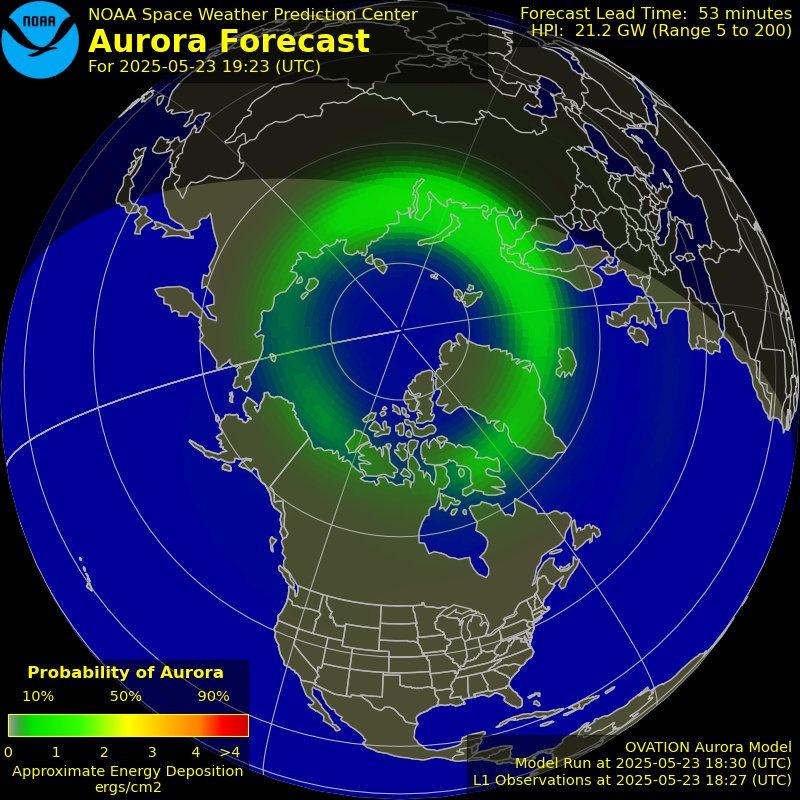 NOAA
NOAA Space Weather Prediction Center
Aurora Forecast
For 2025-05-23 19:23 (UTC)
Forecast Lead Time:  53 minutes
HPI:  21.2 GW (Range 5 to 200)
Probability of Aurora
10% 50% 90%
0 1 2 3 4 >4
Approximate Energy Deposition
ergs/cm2
OVATION Aurora Model
Model Run at 2025-05-23 18:30 (UTC)
L1 Observations at 2025-05-23 18:27 (UTC)